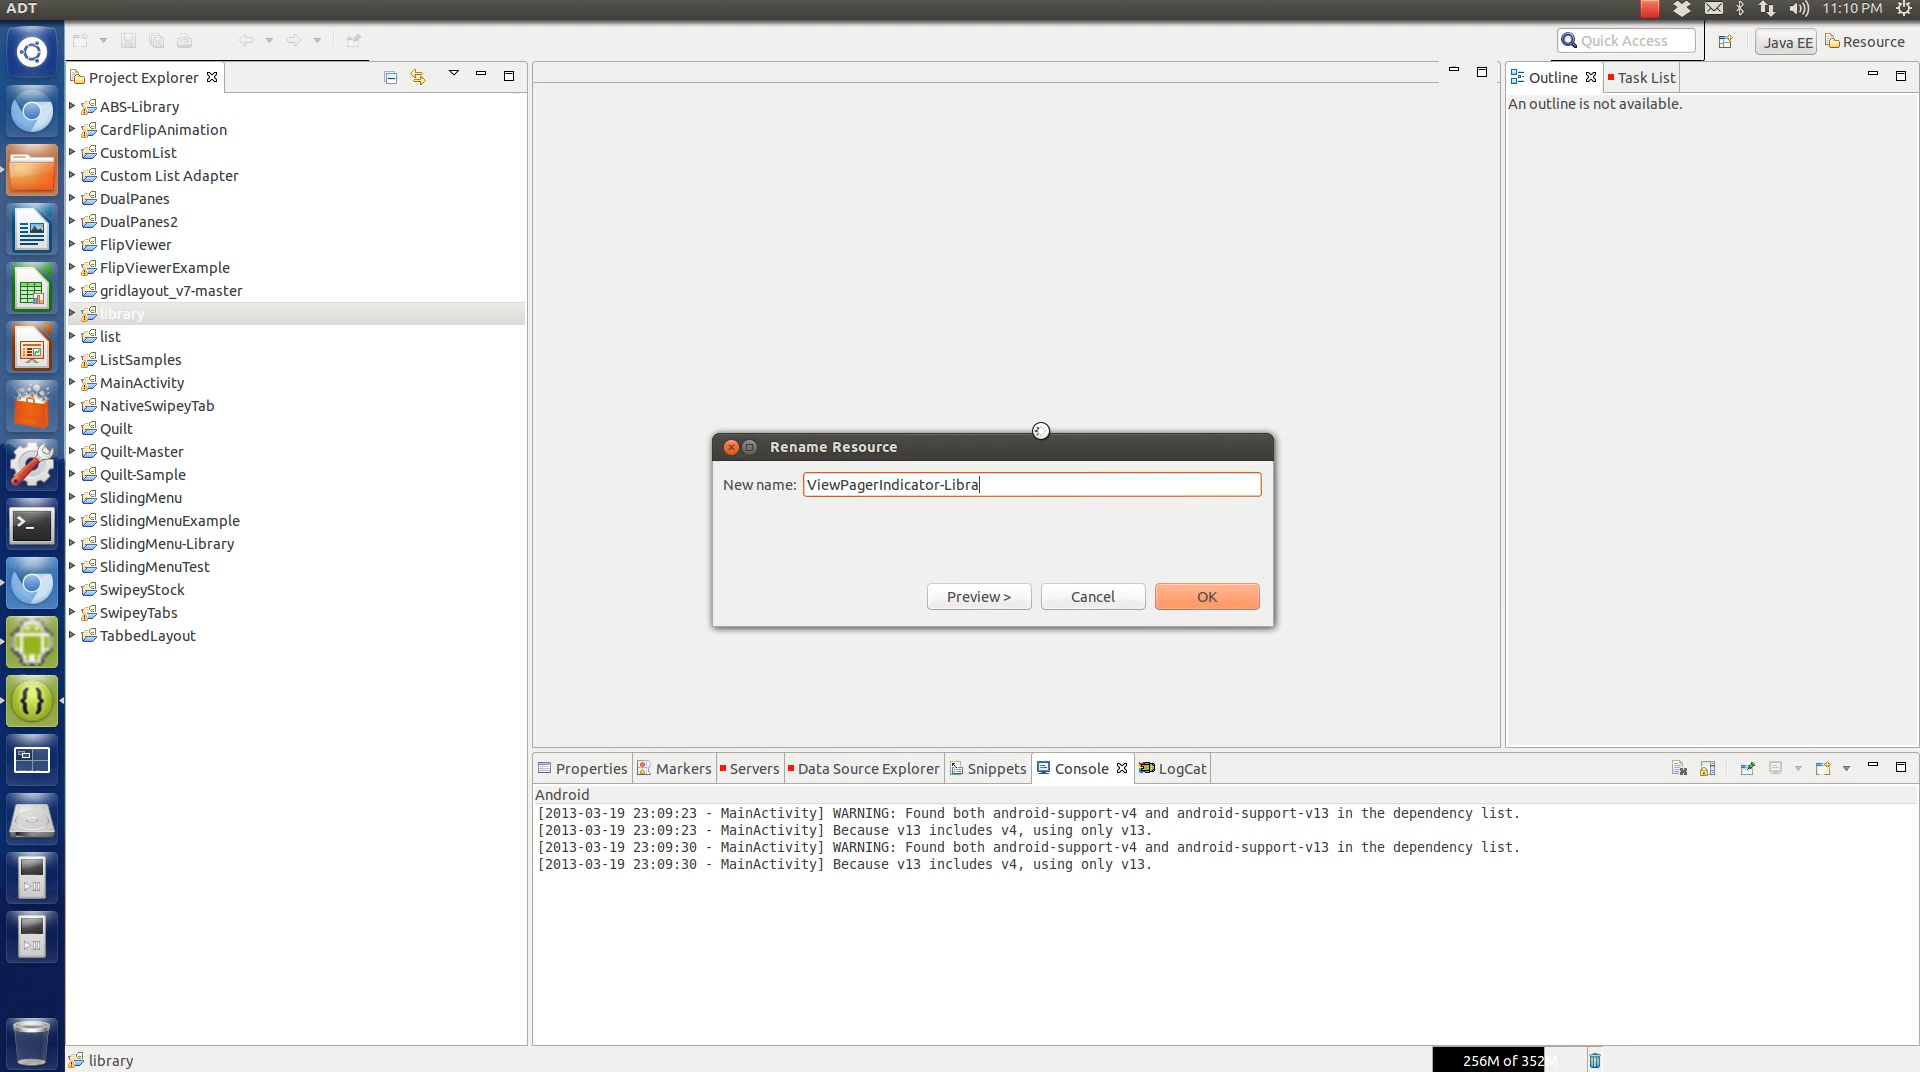 ADT
11:10 PM
Quick Access
Java EE
Resource
Project Explorer
ABS-Library
CardFlipAnimation
CustomList
Custom List Adapter
DualPanes
DualPanes2
FlipViewer
FlipViewerExample
gridlayout_v7-master
library
list
ListSamples
MainActivity
NativeSwipeyTab
Quilt
Quilt-Master
Quilt-Sample
SlidingMenu
SlidingMenuExample
SlidingMenu-Library
SlidingMenuTest
SwipeyStock
SwipeyTabs
TabbedLayout
Outline
Task List
An outline is not available.
Rename Resource
New name: ViewPagerIndicator-Libra
Preview >
Cancel
OK
Properties
Markers
Servers
Data Source Explorer
Snippets
Console
LogCat
Android
[2013-03-19 23:09:23 - MainActivity] WARNING: Found both android-support-v4 and android-support-v13 in the dependency list.
[2013-03-19 23:09:23 - MainActivity] Because v13 includes v4, using only v13.
[2013-03-19 23:09:30 - MainActivity] WARNING: Found both android-support-v4 and android-support-v13 in the dependency list.
[2013-03-19 23:09:30 - MainActivity] Because v13 includes v4, using only v13.
library
256M of 352M